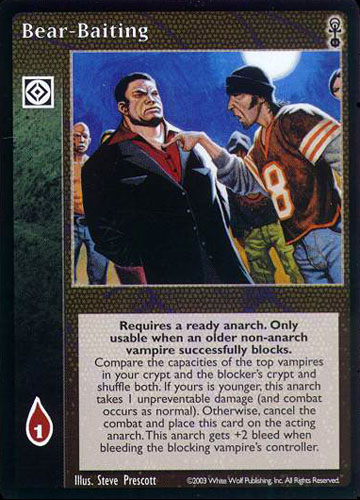 Bear-Baiting
8
Requires a ready anarch. Only
usable when an older non-anarch
vampire successfully blocks.
Compare the capacities of the top vampires
in your crypt and the blocker's crypt and
shuffle both. If yours is younger, this anarch
takes 1 unpreventable damage (and combat
occurs as normal). Otherwise, cancel the
combat and place this card on the acting
anarch. This anarch gets +2 bleed when
bleeding the blocking vampire's controller.
1
Illus. Steve Prescott
©2003 White Wolf Publishing, Inc. All Rights Reserved.